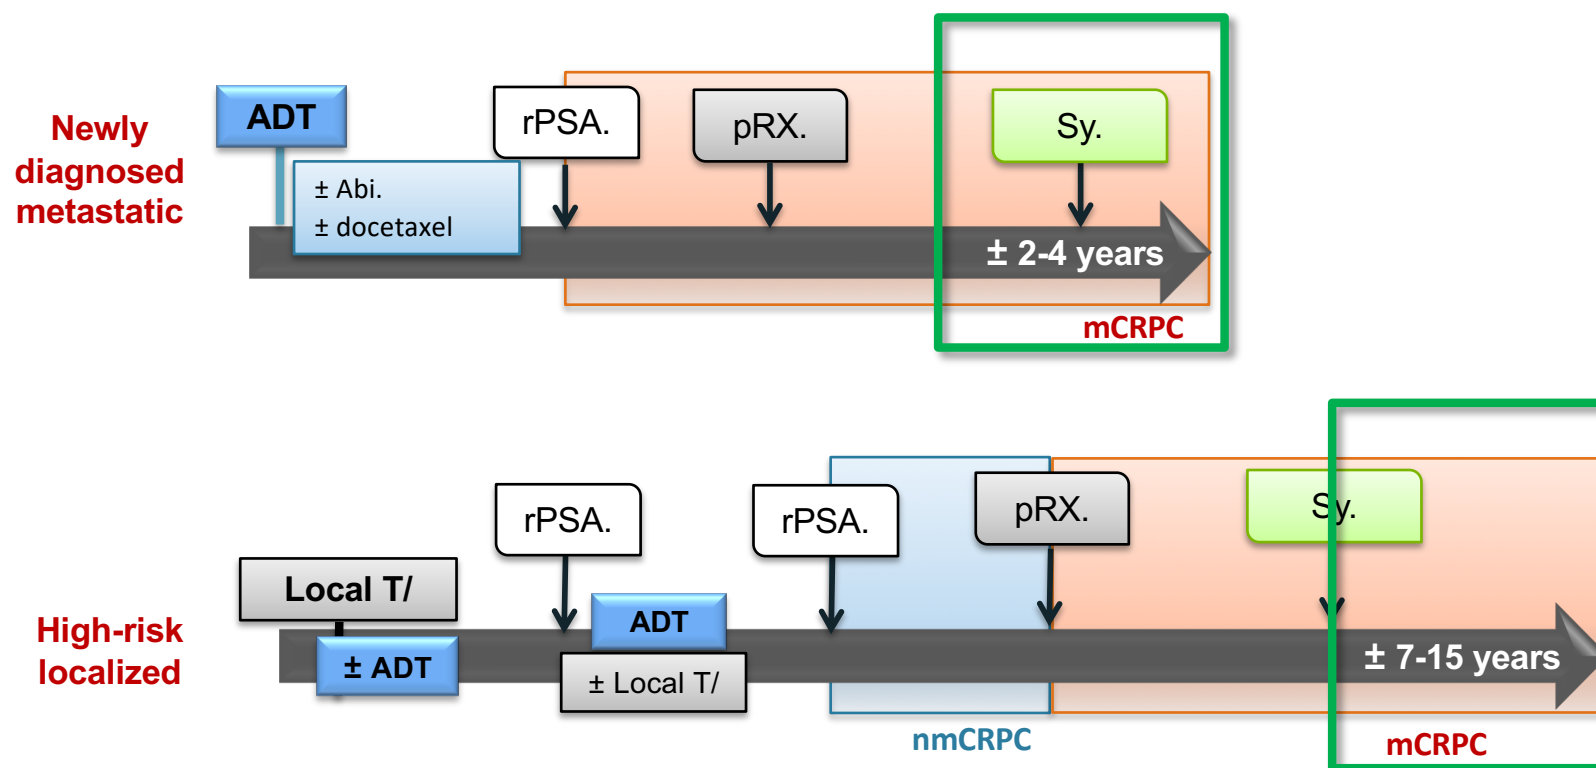 Newly
diagnosed
metastatic
ADT
± Abi.
± docetaxel
rPSA.
pRX.
Sy.
± 2-4 years
mCRPC
High-risk
localized
Local T/
± ADT
rPSA.
ADT
± Local T/
rPSA.
pRX.
Sy.
± 7-15 years
nmCRPC
mCRPC